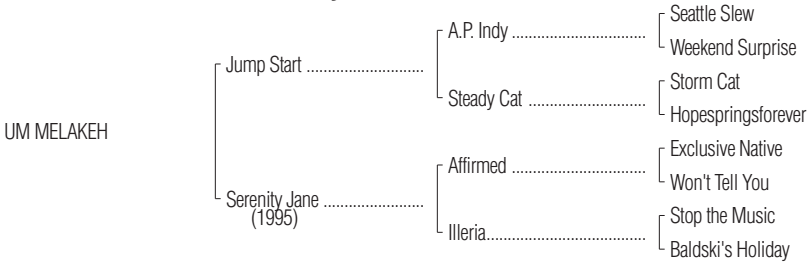 Seattle Slew
A.P. Indy ..................................
Weekend Surprise
Jump Start ..............................
Storm Cat
Steady Cat ..............................
Hopespringsforever
UM MELAKEH
Exclusive Native
Affirmed ..................................
Won't Tell You
Serenity Jane ..........................
(1995)
Stop the Music
Illeria........................................
Baldski's Holiday